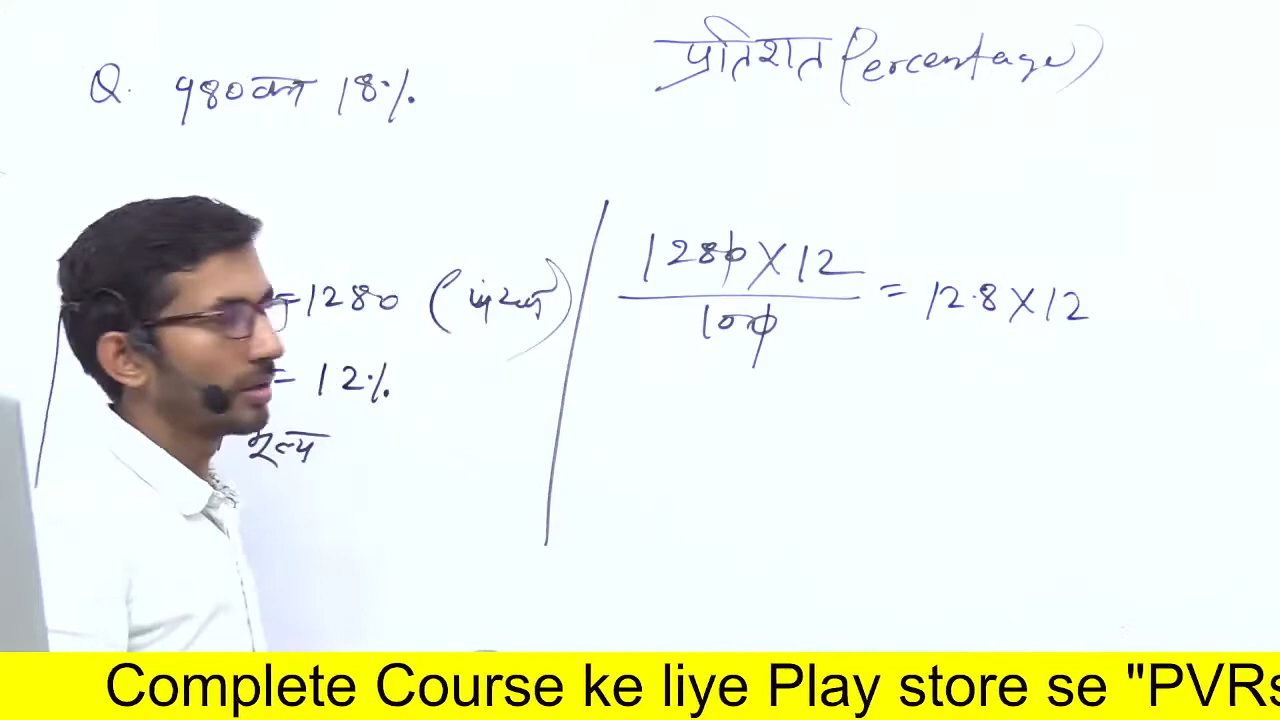 प्रतिशत (Percentage)
Q. 980 का 18%
=1280 (
= 12%
मूल्य
1280 X 12
100
= 12.8 X 12
Complete Course ke liye Play store se "PVRs